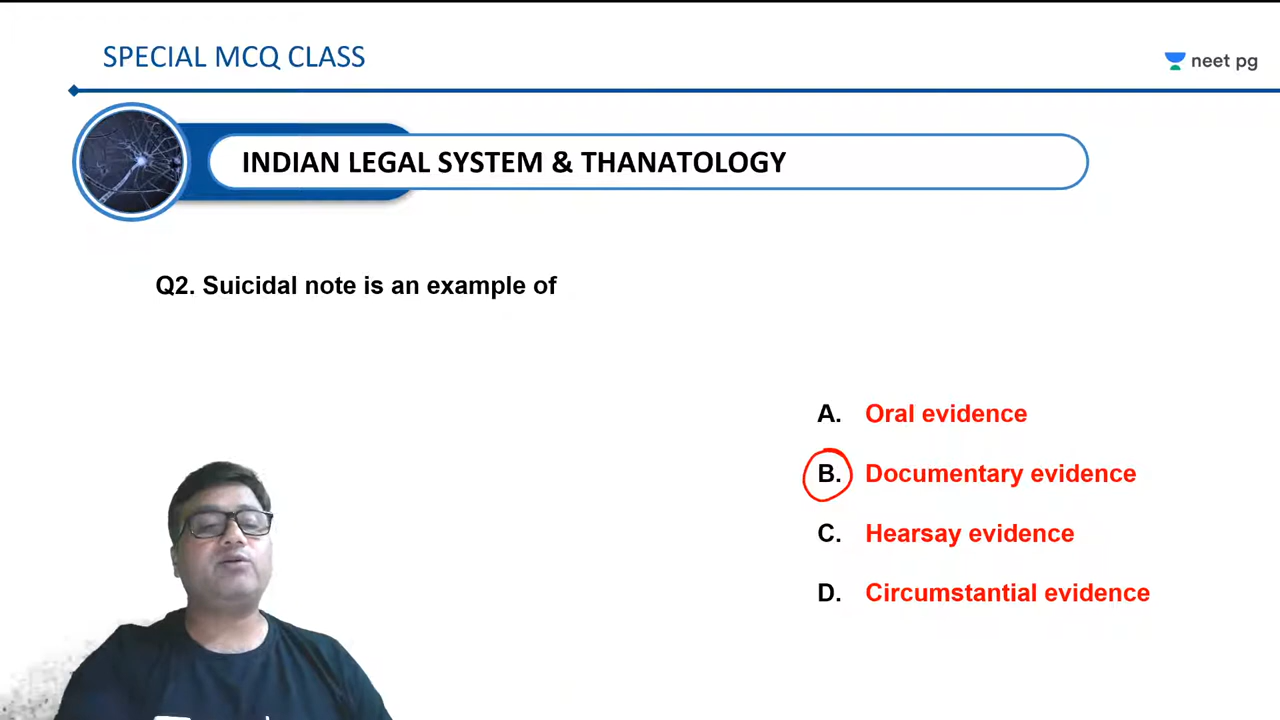 SPECIAL MCQ CLASS
neet pg
INDIAN LEGAL SYSTEM & THANATOLOGY
Q2. Suicidal note is an example of
A. Oral evidence
B. Documentary evidence
C. Hearsay evidence
D. Circumstantial evidence